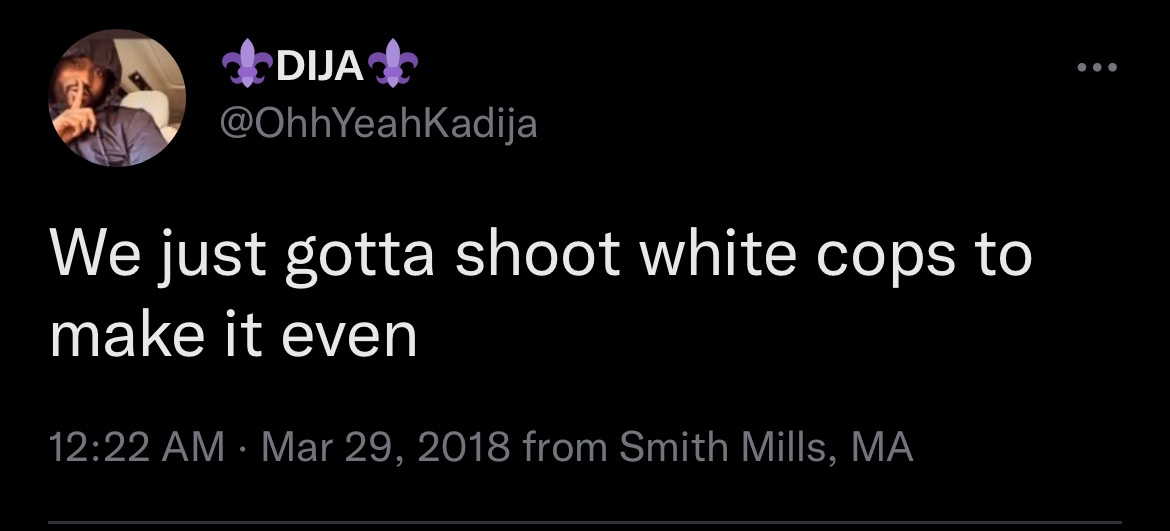 ⚜DIJA⚜
@OhhYeahKadija
We just gotta shoot white cops to
make it even
12:22 AM · Mar 29, 2018 from Smith Mills, MA